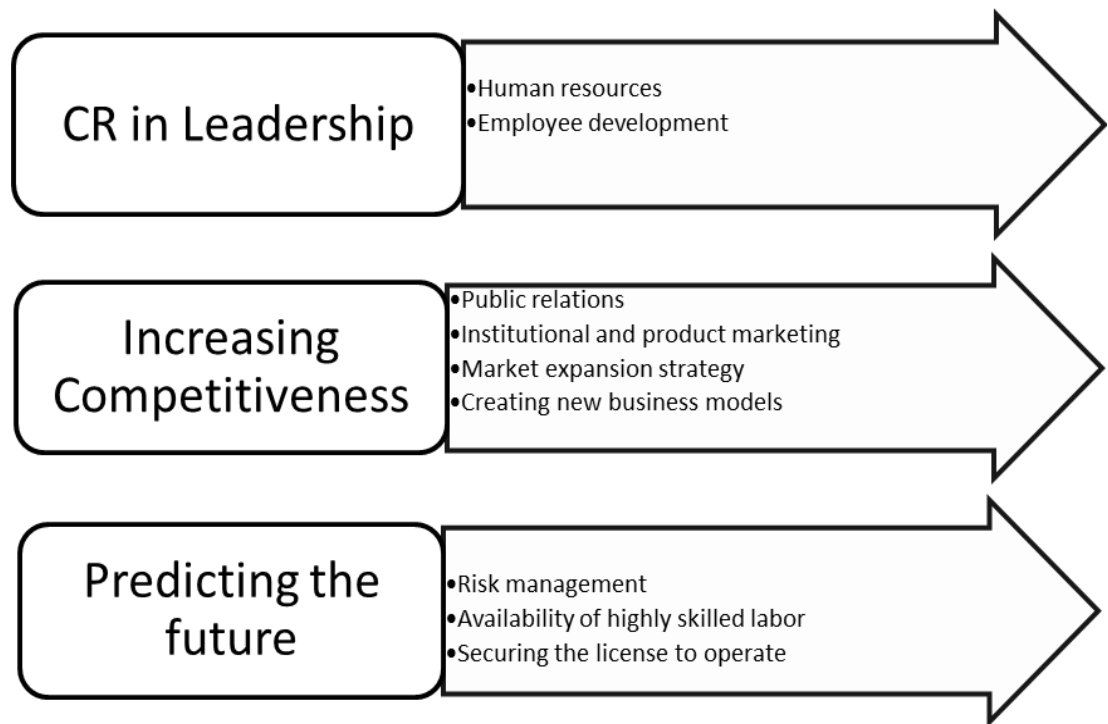 CR in Leadership
•Human resources
•Employee development
Increasing
Competitiveness
•Public relations
•Institutional and product marketing
•Market expansion strategy
•Creating new business models
Predicting the
future
•Risk management
•Availability of highly skilled labor
•Securing the license to operate